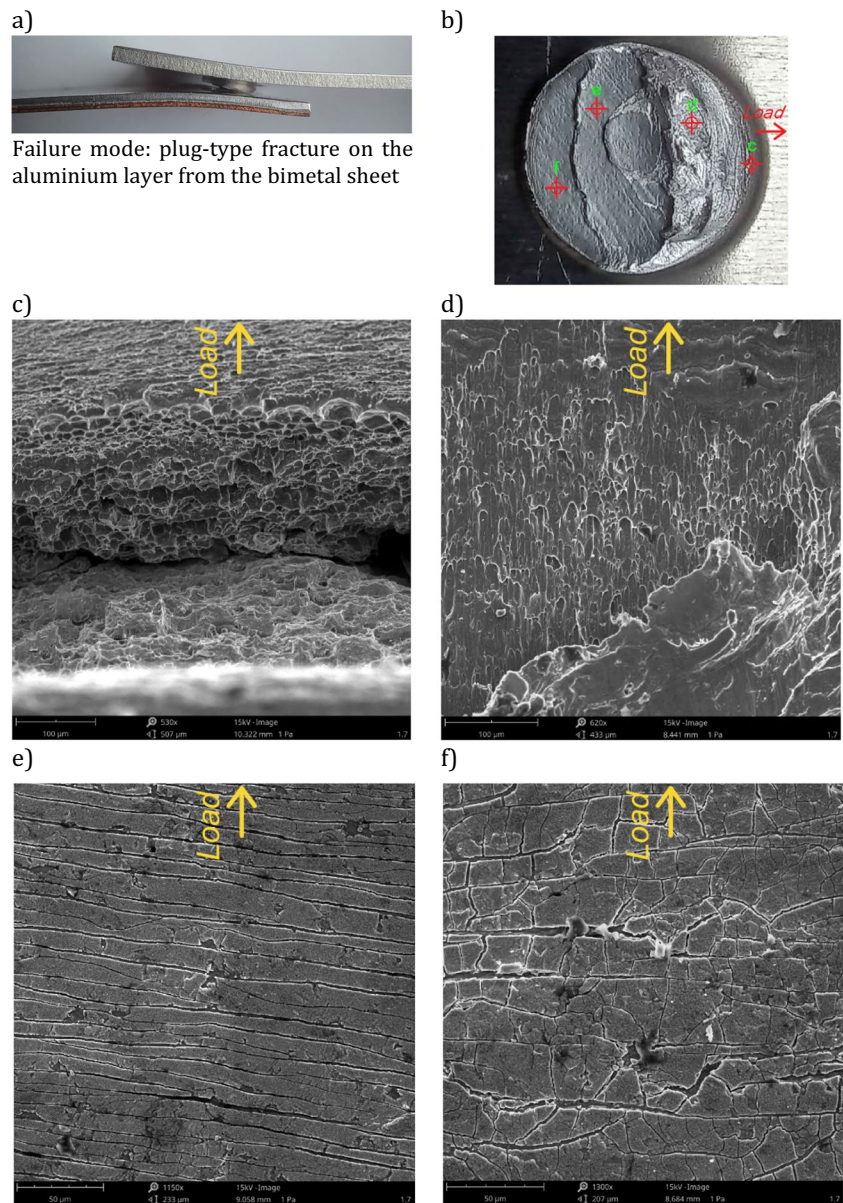 a)
b)
Failure mode: plug-type fracture on the
aluminium layer from the bimetal sheet
e
d
Load
c
f
c)
d)
Load
Load
100 µm
530x
507 µm
15kV - Image
10.322 mm 1 Pa
1.7
100 µm
620x
433 µm
15kV - Image
8.441 mm 1 Pa
1.7
e)
f)
Load
Load
50 µm
1150x
233 µm
15kV - Image
9.058 mm 1 Pa
1.7
50 µm
1300x
207 µm
15kV - Image
8.684 mm 1 Pa
1.7